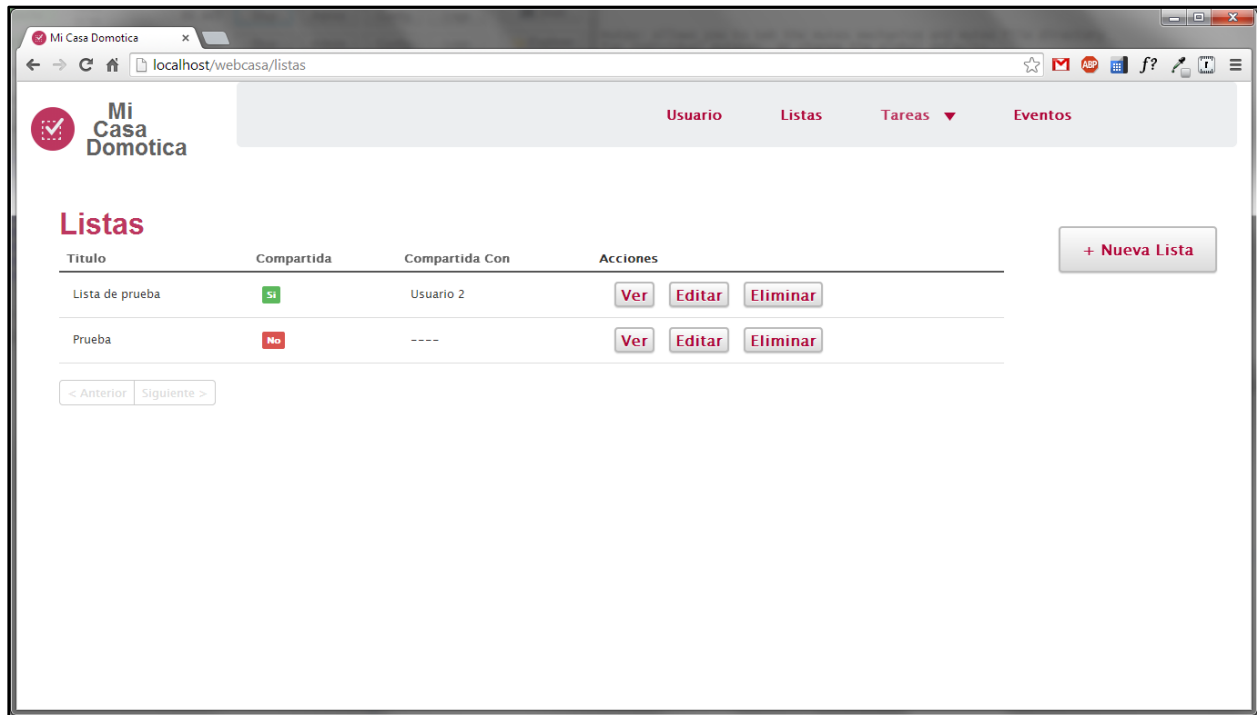 Mi Casa Domotica
localhost/webcasa/listas
ABP
f?
Mi
Casa
Domotica
Usuario Listas Tareas Eventos
Listas
+ Nueva Lista
Titulo Compartida Compartida Con Acciones
Lista de prueba Si Usuario 2 Ver Editar Eliminar
Prueba No ---- Ver Editar Eliminar
< Anterior Siguiente >